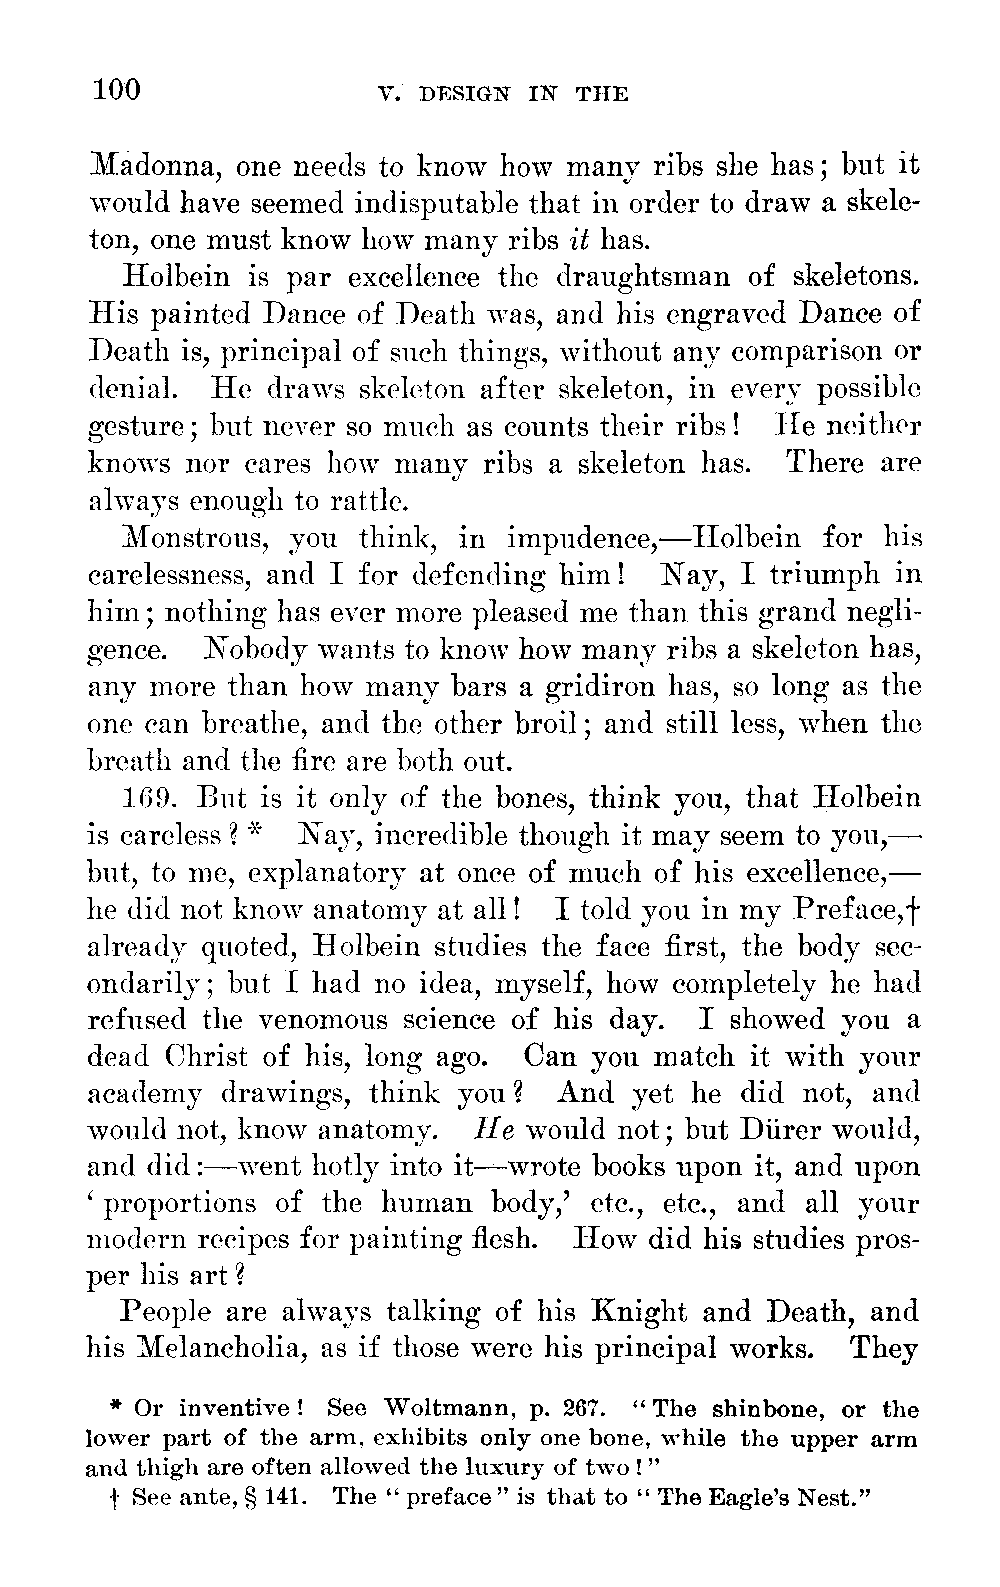 100 V. DESIGN IN THE
Madonna, one needs to know how many ribs she has; but it
would have seemed indisputable that in order to draw a skele-
ton, one must know how many ribs it has.
Holbein is par excellence the draughtsman of skeletons.
His painted Dance of Death was, and his engraved Dance of
Death is, principal of such things, without any comparison or
denial. He draws skeleton after skeleton, in every possible
gesture; but never so much as counts their ribs! He neither
knows nor cares how many ribs a skeleton has. There are
always enough to rattle.
Monstrous, you think, in impudence,—Holbein for his
carelessness, and I for defending him! Nay, I triumph in
him; nothing has ever more pleased me than this grand negli-
gence. Nobody wants to know how many ribs a skeleton has,
any more than how many bars a gridiron has, so long as the
one can breathe, and the other broil; and still less, when the
breath and the fire are both out.
169. But is it only of the bones, think you, that Holbein
is careless?* Nay, incredible though it may seem to you,—
but, to me, explanatory at once of much of his excellence,—
he did not know anatomy at all! I told you in my Preface,†
already quoted, Holbein studies the face first, the body sec-
ondarily; but I had no idea, myself, how completely he had
refused the venomous science of his day. I showed you a
dead Christ of his, long ago. Can you match it with your
academy drawings, think you? And yet he did not, and
would not, know anatomy. He would not; but Dürer would,
and did:—went hotly into it—wrote books upon it, and upon
‘proportions of the human body,’ etc., etc., and all your
modern recipes for painting flesh. How did his studies pros-
per his art?
People are always talking of his Knight and Death, and
his Melancholia, as if those were his principal works. They
* Or inventive! See Woltmann, p. 267. “The shinbone, or the
lower part of the arm, exhibits only one bone, while the upper arm
and thigh are often allowed the luxury of two!”
† See ante, § 141. The “preface” is that to “The Eagle's Nest.”